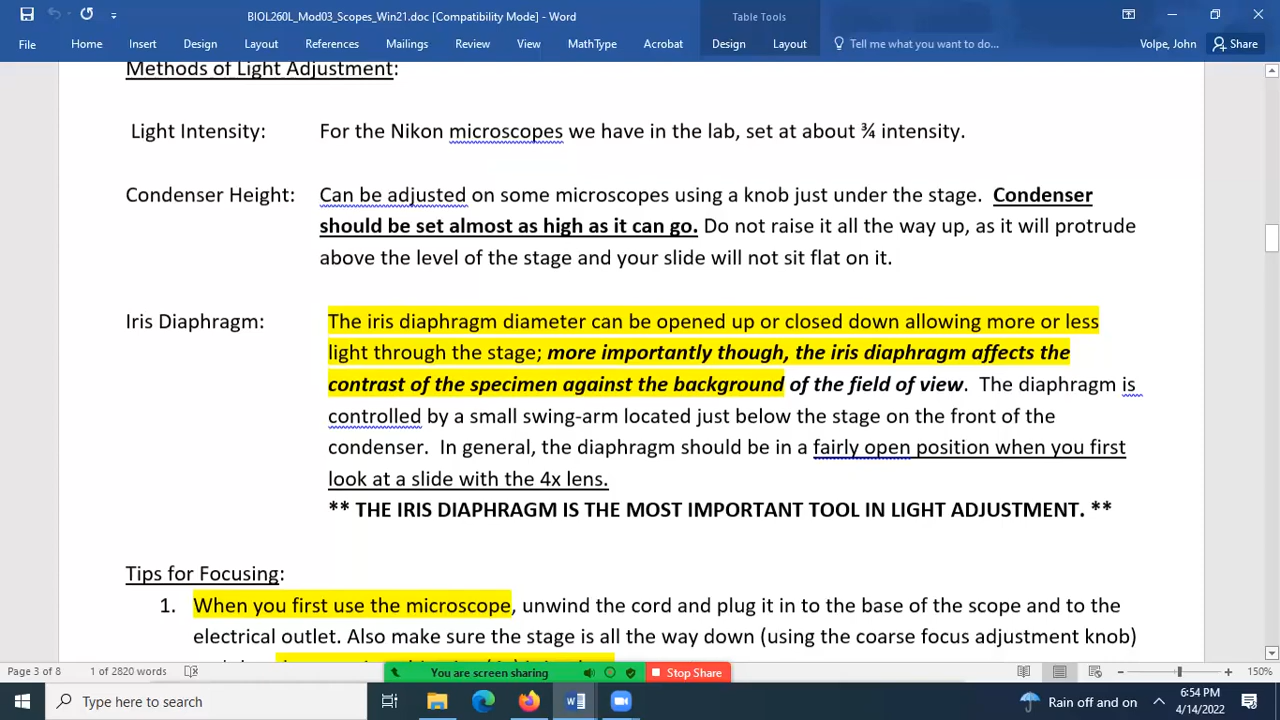 BIOL260L_Mod03_Scopes_Win21.doc [Compatibility Mode] - Word
Table Tools
File Home Insert Design Layout References Mailings Review View MathType Acrobat Design Layout Tell me what you want to do... Volpe, John Share
Methods of Light Adjustment:
Light Intensity: For the Nikon microscopes we have in the lab, set at about ¾ intensity.
Condenser Height: Can be adjusted on some microscopes using a knob just under the stage. Condenser
should be set almost as high as it can go. Do not raise it all the way up, as it will protrude
above the level of the stage and your slide will not sit flat on it.
Iris Diaphragm: The iris diaphragm diameter can be opened up or closed down allowing more or less
light through the stage; more importantly though, the iris diaphragm affects the
contrast of the specimen against the background of the field of view. The diaphragm is
controlled by a small swing-arm located just below the stage on the front of the
condenser. In general, the diaphragm should be in a fairly open position when you first
look at a slide with the 4x lens.
** THE IRIS DIAPHRAGM IS THE MOST IMPORTANT TOOL IN LIGHT ADJUSTMENT. **
Tips for Focusing:
1. When you first use the microscope, unwind the cord and plug it in to the base of the scope and to the
electrical outlet. Also make sure the stage is all the way down (using the coarse focus adjustment knob)
Page 3 of 8 1 of 2820 words You are screen sharing Stop Share 150%
Type here to search Rain off and on 6:54 PM
4/14/2022